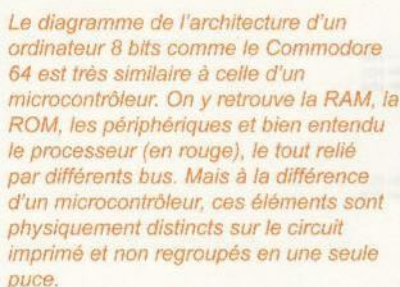 Le diagramme de l'architecture d'un
ordinateur 8 bits comme le Commodore
64 est très similaire à celle d'un
microcontrôleur. On y retrouve la RAM, la
ROM, les périphériques et bien entendu
le processeur (en rouge), le tout relié
par différents bus. Mais à la différence
d'un microcontrôleur, ces éléments sont
physiquement distincts sur le circuit
imprimé et non regroupés en une seule
puce.